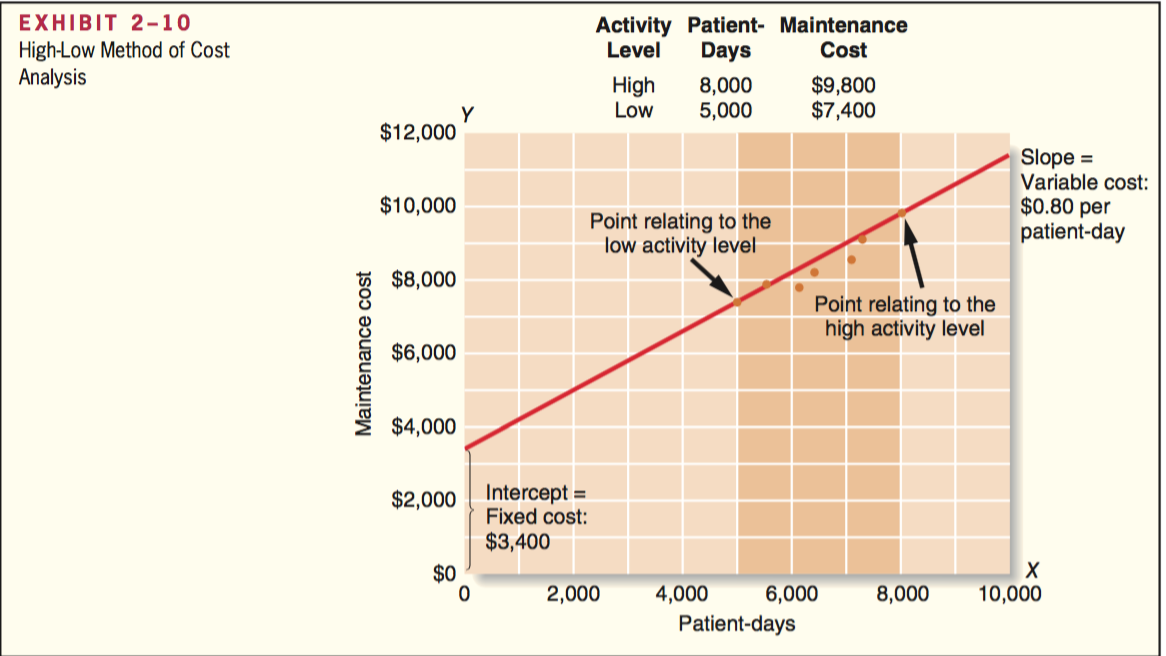 EXHIBIT 2–10
High-Low Method of Cost
Analysis
Activity Patient- Maintenance
Level Days Cost
High 8,000 $9,800
Low 5,000 $7,400
Y
$12,000
$10,000
$8,000
$6,000
$4,000
$2,000
$0
Maintenance cost
Point relating to the
low activity level
Point relating to the
high activity level
Slope =
Variable cost:
$0.80 per
patient-day
Intercept =
Fixed cost:
$3,400
X
0 2,000 4,000 6,000 8,000 10,000
Patient-days